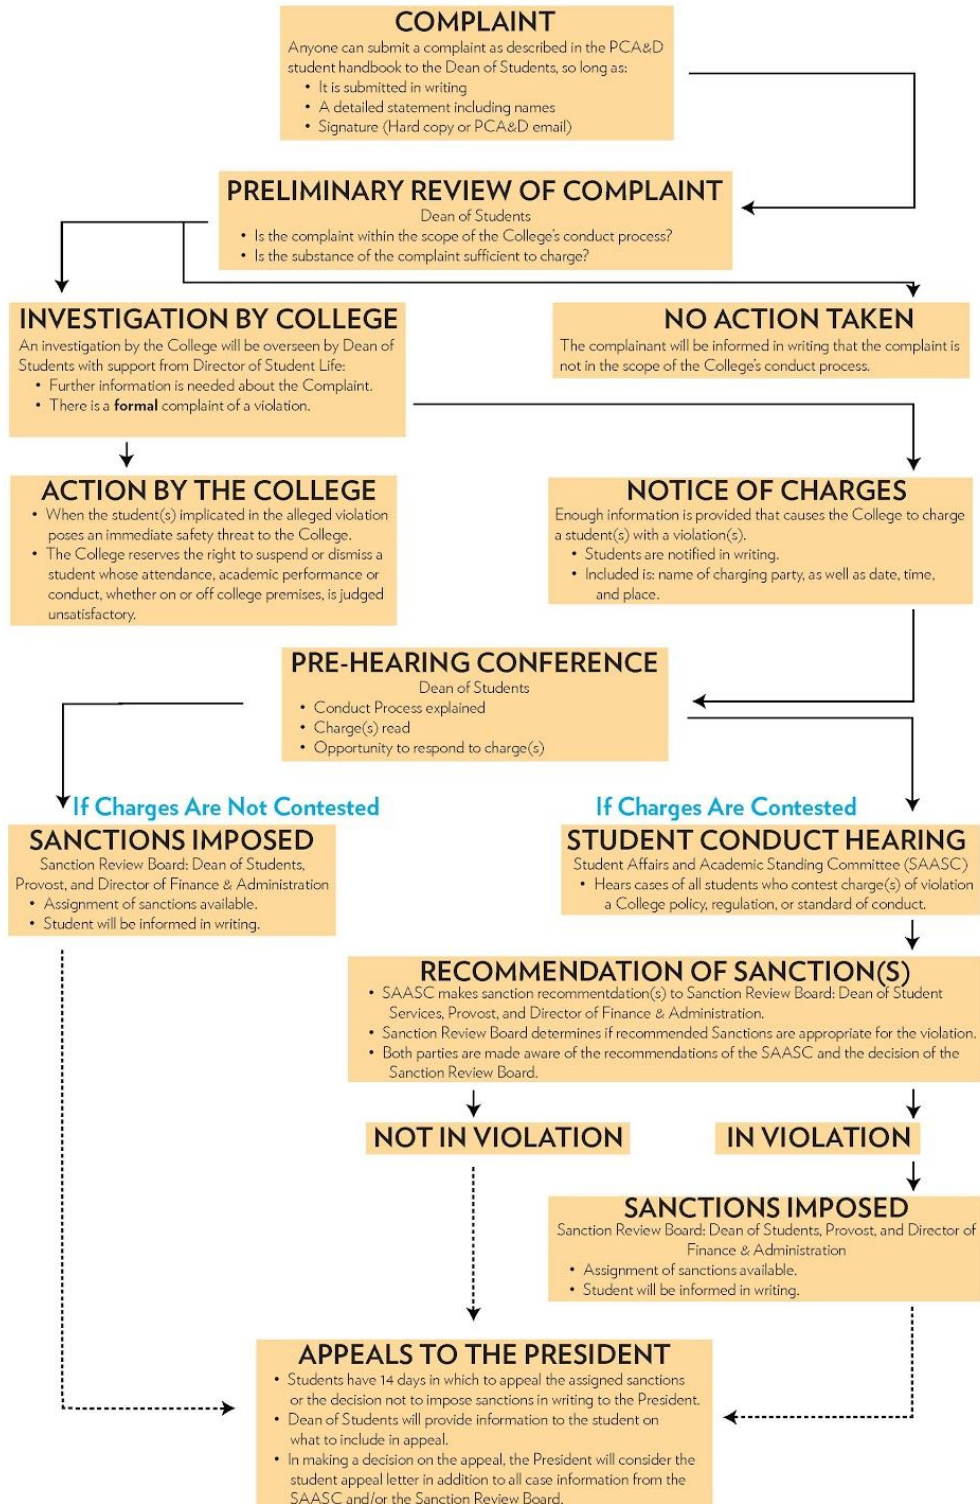 COMPLAINT
Anyone can submit a complaint as described in the PCA&D
student handbook to the Dean of Students, so long as:
• It is submitted in writing
• A detailed statement including names
• Signature (Hard copy or PCA&D email)
PRELIMINARY REVIEW OF COMPLAINT
Dean of Students
• Is the complaint within the scope of the College's conduct process?
• Is the substance of the complaint sufficient to charge?
INVESTIGATION BY COLLEGE
An investigation by the College will be overseen by Dean of
Students with support from Director of Student Life:
• Further information is needed about the Complaint.
• There is a formal complaint of a violation.
NO ACTION TAKEN
The complainant will be informed in writing that the complaint is
not in the scope of the College's conduct process.
ACTION BY THE COLLEGE
• When the student(s) implicated in the alleged violation
poses an immediate safety threat to the College.
• The College reserves the right to suspend or dismiss a
student whose attendance, academic performance or
conduct, whether on or off college premises, is judged
unsatisfactory.
NOTICE OF CHARGES
Enough information is provided that causes the College to charge
a student(s) with a violation(s).
• Students are notified in writing.
• Included is: name of charging party, as well as date, time,
and place.
PRE-HEARING CONFERENCE
Dean of Students
• Conduct Process explained
• Charge(s) read
• Opportunity to respond to charge(s)
If Charges Are Not Contested
SANCTIONS IMPOSED
Sanction Review Board: Dean of Students,
Provost, and Director of Finance & Administration
• Assignment of sanctions available.
• Student will be informed in writing.
If Charges Are Contested
STUDENT CONDUCT HEARING
Student Affairs and Academic Standing Committee (SAASC)
• Hears cases of all students who contest charge(s) of violation
a College policy, regulation, or standard of conduct.
RECOMMENDATION OF SANCTION(S)
• SAASC makes sanction recommentdation(s) to Sanction Review Board: Dean of Student
Services, Provost, and Director of Finance & Administration.
• Sanction Review Board determines if recommended Sanctions are appropriate for the violation.
• Both parties are made aware of the recommendations of the SAASC and the decision of the
Sanction Review Board.
NOT IN VIOLATION
IN VIOLATION
SANCTIONS IMPOSED
Sanction Review Board: Dean of Students, Provost, and Director of
Finance & Administration
• Assignment of sanctions available.
• Student will be informed in writing.
APPEALS TO THE PRESIDENT
• Students have 14 days in which to appeal the assigned sanctions
or the decision not to impose sanctions in writing to the President.
• Dean of Students will provide information to the student on
what to include in appeal.
• In making a decision on the appeal, the President will consider the
student appeal letter in addition to all case information from the
SAASC and/or the Sanction Review Board.